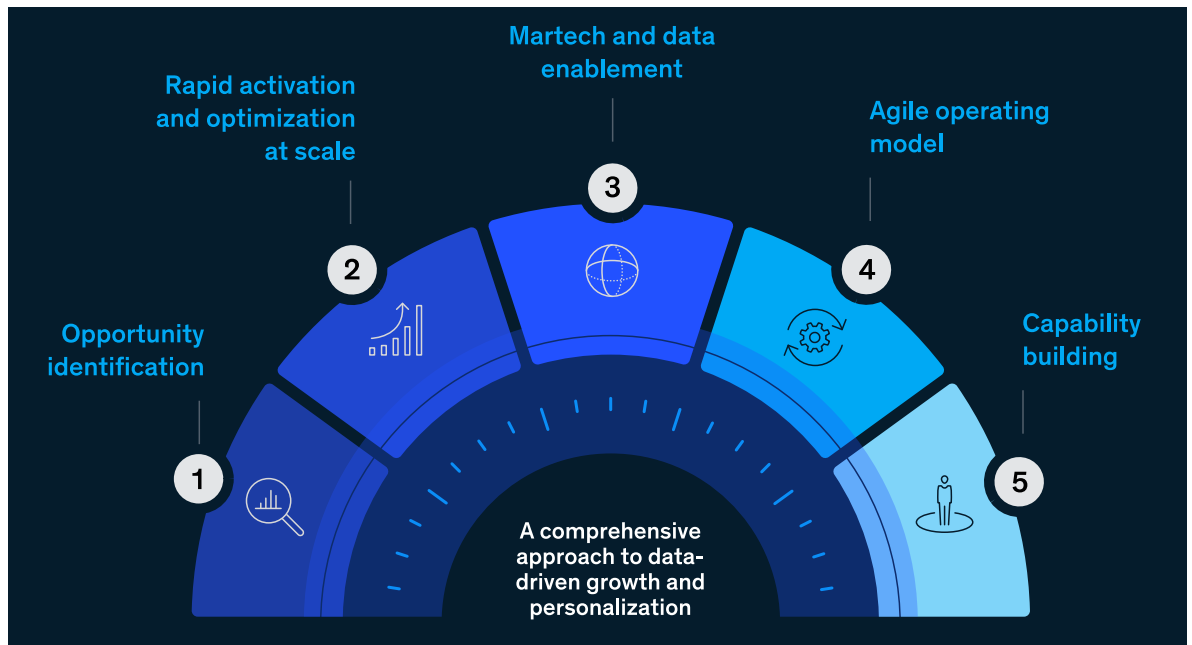 1
Opportunity
identification
2
Rapid activation
and optimization
at scale
3
Martech and data
enablement
4
Agile operating
model
5
Capability
building
A comprehensive
approach to data-
driven growth and
personalization